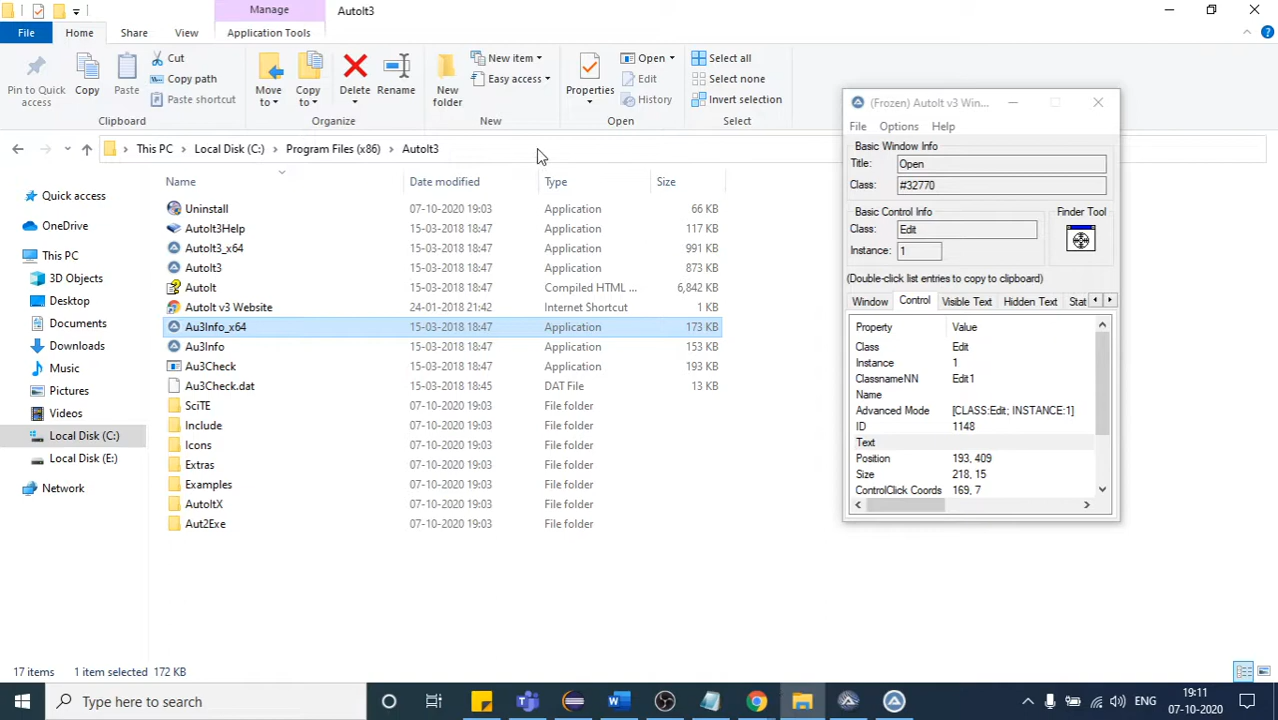 AutoIt3
Manage
File
Home
Share
View
Application Tools
Pin to Quick access
Copy
Paste
Cut
Copy path
Paste shortcut
Clipboard
Move to
Copy to
Delete
Rename
Organize
New folder
New item
Easy access
New
Properties
Open
Edit
History
Open
Select all
Select none
Invert selection
Select
This PC
Local Disk (C:)
Program Files (x86)
AutoIt3
Quick access
OneDrive
This PC
3D Objects
Desktop
Documents
Downloads
Music
Pictures
Videos
Local Disk (C:)
Local Disk (E:)
Network
Name Date modified Type Size
Uninstall 07-10-2020 19:03 Application 66 KB
AutoIt3Help 15-03-2018 18:47 Application 117 KB
AutoIt3_x64 15-03-2018 18:47 Application 991 KB
AutoIt3 15-03-2018 18:47 Application 873 KB
AutoIt 15-03-2018 18:47 Compiled HTML ... 6,842 KB
AutoIt v3 Website 24-01-2018 21:42 Internet Shortcut 1 KB
Au3Info_x64 15-03-2018 18:47 Application 173 KB
Au3Info 15-03-2018 18:47 Application 153 KB
Au3Check 15-03-2018 18:47 Application 193 KB
Au3Check.dat 15-03-2018 18:45 DAT File 13 KB
SciTE 07-10-2020 19:03 File folder
Include 07-10-2020 19:03 File folder
Icons 07-10-2020 19:03 File folder
Extras 07-10-2020 19:03 File folder
Examples 07-10-2020 19:03 File folder
AutoItX 07-10-2020 19:03 File folder
Aut2Exe 07-10-2020 19:03 File folder
(Frozen) AutoIt v3 Win...
File Options Help
Basic Window Info
Title: Open
Class: #32770
Basic Control Info
Class: Edit
Instance: 1
Finder Tool
(Double-click list entries to copy to clipboard)
Window Control Visible Text Hidden Text Stat
Property Value
Class Edit
Instance 1
ClassnameNN Edit1
Name
Advanced Mode [CLASS:Edit; INSTANCE:1]
ID 1148
Text
Position 193, 409
Size 218, 15
ControlClick Coords 169, 7
17 items 1 item selected 172 KB
Type here to search
ENG
19:11
07-10-2020